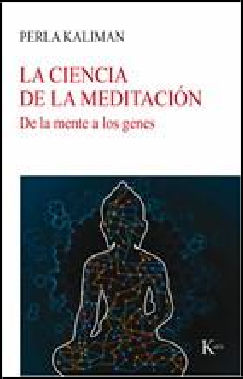 PERLA KALIMAN
LA CIENCIA
DE LA MEDITACIÓN
De la mente a los genes
K